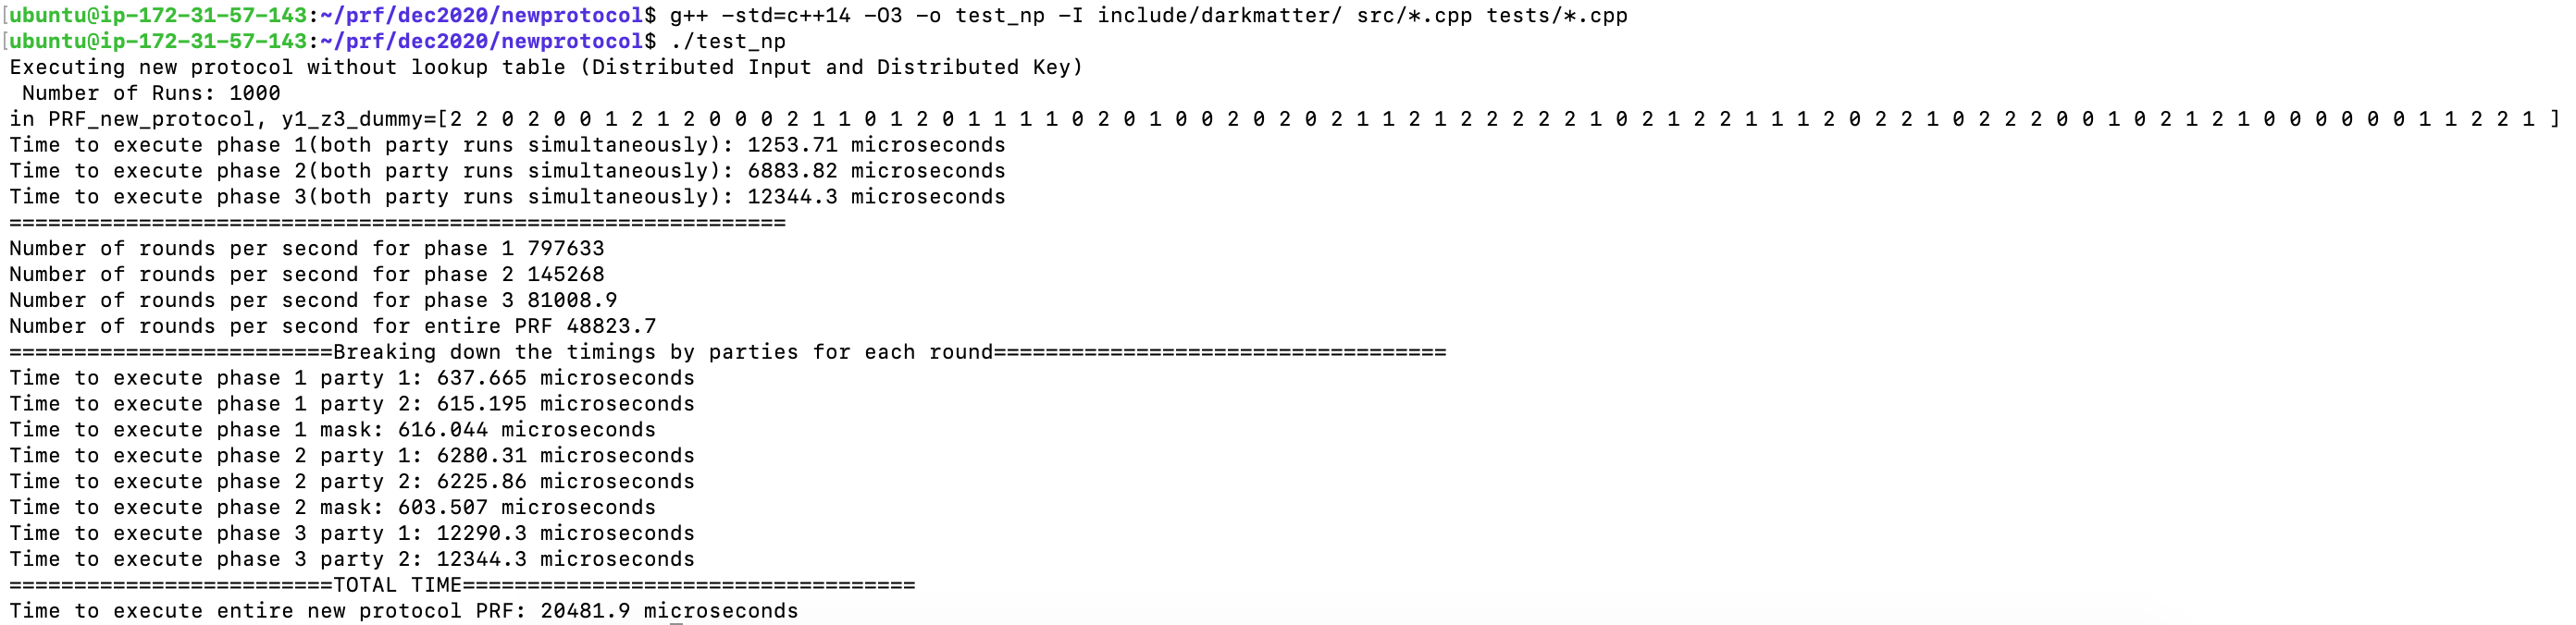 [ubuntu@ip-172-31-57-143:~/prf/dec2020/newprotocol$ g++ -std=c++14 -O3 -o test_np -I include/darkmatter/ src/*.cpp tests/*.cpp
[ubuntu@ip-172-31-57-143:~/prf/dec2020/newprotocol$ ./test_np
Executing new protocol without lookup table (Distributed Input and Distributed Key)
 Number of Runs: 1000
in PRF_new_protocol, y1_z3_dummy=[2 2 0 2 0 0 1 2 1 2 0 0 0 2 1 1 0 1 2 0 1 1 1 1 0 2 0 1 0 0 2 0 2 0 2 1 1 2 1 2 2 2 2 2 1 0 2 1 2 2 1 1 1 2 0 2 2 1 0 2 2 2 0 0 1 0 2 1 2 1 0 0 0 0 0 0 1 1 2 2 1 ]
Time to execute phase 1(both party runs simultaneously): 1253.71 microseconds
Time to execute phase 2(both party runs simultaneously): 6883.82 microseconds
Time to execute phase 3(both party runs simultaneously): 12344.3 microseconds
============================================================
Number of rounds per second for phase 1 797633
Number of rounds per second for phase 2 145268
Number of rounds per second for phase 3 81008.9
Number of rounds per second for entire PRF 48823.7
=========================Breaking down the timings by parties for each round===================================
Time to execute phase 1 party 1: 637.665 microseconds
Time to execute phase 1 party 2: 615.195 microseconds
Time to execute phase 1 mask: 616.044 microseconds
Time to execute phase 2 party 1: 6280.31 microseconds
Time to execute phase 2 party 2: 6225.86 microseconds
Time to execute phase 2 mask: 603.507 microseconds
Time to execute phase 3 party 1: 12290.3 microseconds
Time to execute phase 3 party 2: 12344.3 microseconds
=========================TOTAL TIME===================================
Time to execute entire new protocol PRF: 20481.9 microseconds